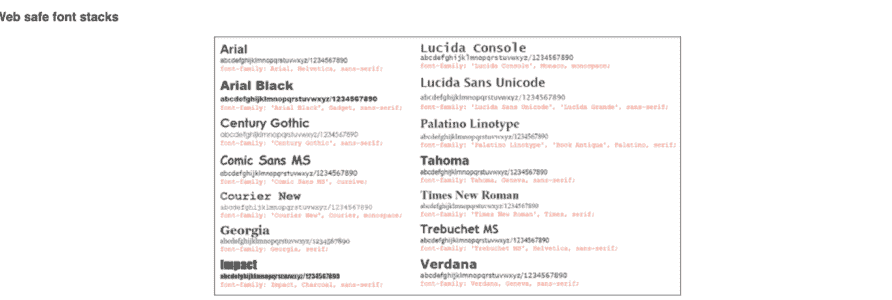 Web safe font stacks
Arial
abcdefghijklmnopqrstuvwxyz/1234567890
font-family: Arial, Helvetica, sans-serif;
Arial Black
abcdefghijklmnopqrstuvwxyz/1234567890
font-family: 'Arial Black', Gadget, sans-serif;
Century Gothic
abcdefghijklmnopqrstuvwxyz/1234567890
font-family: 'Century Gothic', sans-serif;
Comic Sans MS
abcdefghijklmnopqrstuvwxyz/1234567890
font-family: 'Comic Sans MS', cursive;
Courier New
abcdefghijklmnopqrstuvwxyz/1234567890
font-family: 'Courier New', Courier, monospace;
Georgia
abcdefghijklmnopqrstuvwxyz/1234567890
font-family: Georgia, serif;
Impact
abcdefghijklmnopqrstuvwxyz/1234567890
font-family: Impact, Charcoal, sans-serif;
Lucida Console
abcdefghijklmnopqrstuvwxyz/1234567890
font-family: 'Lucida Console', Monaco, monospace;
Lucida Sans Unicode
abcdefghijklmnopqrstuvwxyz/1234567890
font-family: 'Lucida Sans Unicode', 'Lucida Grande', sans-serif;
Palatino Linotype
abcdefghijklmnopqrstuvwxyz/1234567890
font-family: 'Palatino Linotype', 'Book Antiqua', Palatino, serif;
Tahoma
abcdefghijklmnopqrstuvwxyz/1234567890
font-family: Tahoma, Geneva, sans-serif;
Times New Roman
abcdefghijklmnopqrstuvwxyz/1234567890
font-family: 'Times New Roman', Times, serif;
Trebuchet MS
abcdefghijklmnopqrstuvwxyz/1234567890
font-family: 'Trebuchet MS', Helvetica, sans-serif;
Verdana
abcdefghijklmnopqrstuvwxyz/1234567890
font-family: Verdana, Geneva, sans-serif;